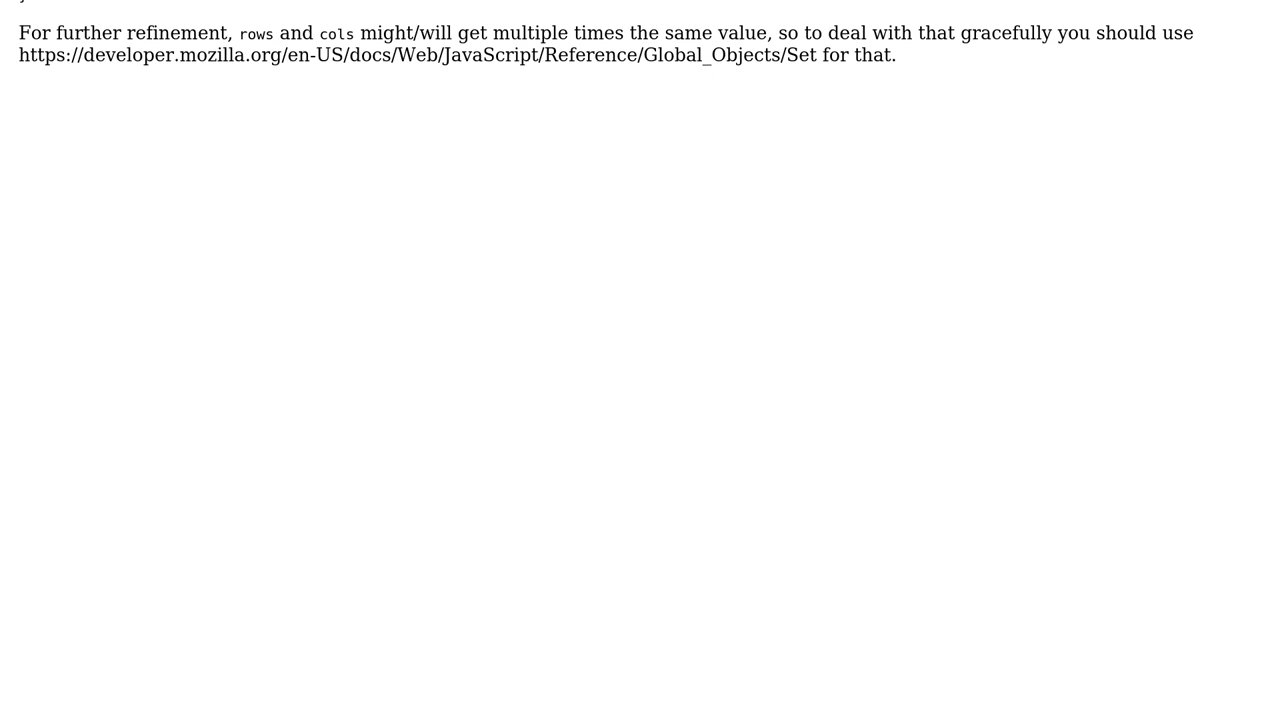 For further refinement, rows and cols might/will get multiple times the same value, so to deal with that gracefully you should use
https://developer.mozilla.org/en-US/docs/Web/JavaScript/Reference/Global_Objects/Set for that.